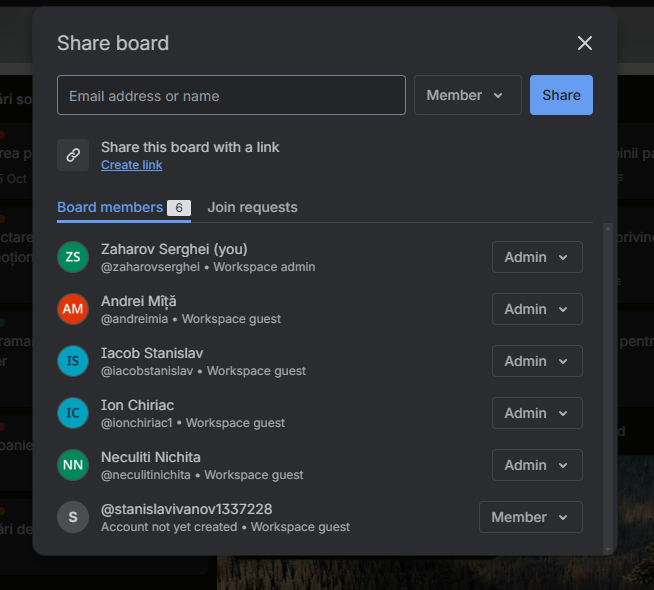 Share board
Email address or name
Member
Share
Share this board with a link
Create link
Board members 6
Join requests
ZS
Zaharov Serghei (you)
@zaharovserghei • Workspace admin
Admin
AM
Andrei Mîță
@andreimia • Workspace guest
Admin
IS
Iacob Stanislav
@iacobstanislav • Workspace guest
Admin
IC
Ion Chiriac
@ionchiriac1 • Workspace guest
Admin
NN
Neculiti Nichita
@neculitinichita • Workspace guest
Admin
S
@stanislavivanov1337228
Account not yet created • Workspace guest
Member